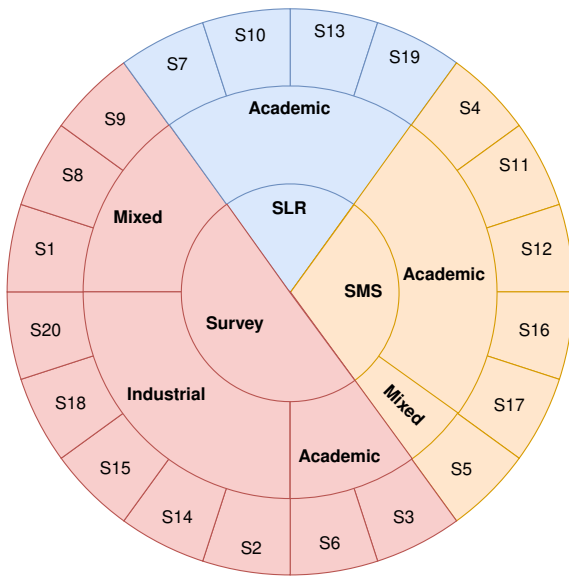 S10
S13
S7
S19
S9
Academic
S4
S8
S11
Mixed
SLR
S1
S12
Academic
SMS
Survey
S20
S16
Industrial
Mixed
S18
S17
Academic
S15
S5
S14
S3
S2
S6